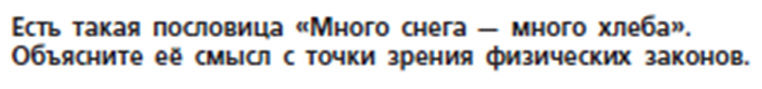 Есть такая пословица «Много снега — много хлеба».
Объясните её смысл с точки зрения физических законов.